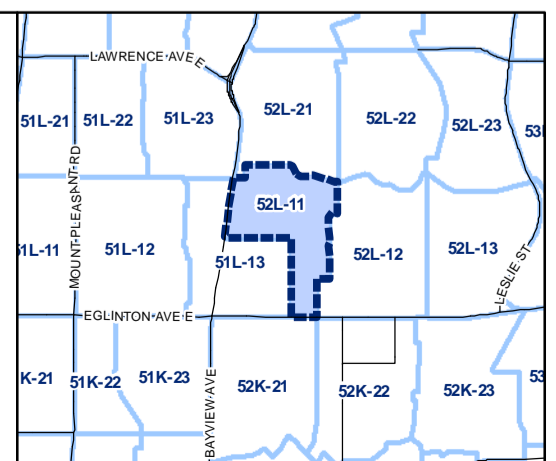 LAWRENCE AVE E
51L-21
51L-22
51L-23
52L-21
52L-22
52L-23
53
MOUNT-PLEASANT-RD
52L-11
51L-11
51L-12
51L-13
52L-12
52L-13
LESLIE ST
EGLINTON AVE E
K-21
51K-22
51K-23
BAYVIEW AVE
52K-21
52K-22
52K-23
53